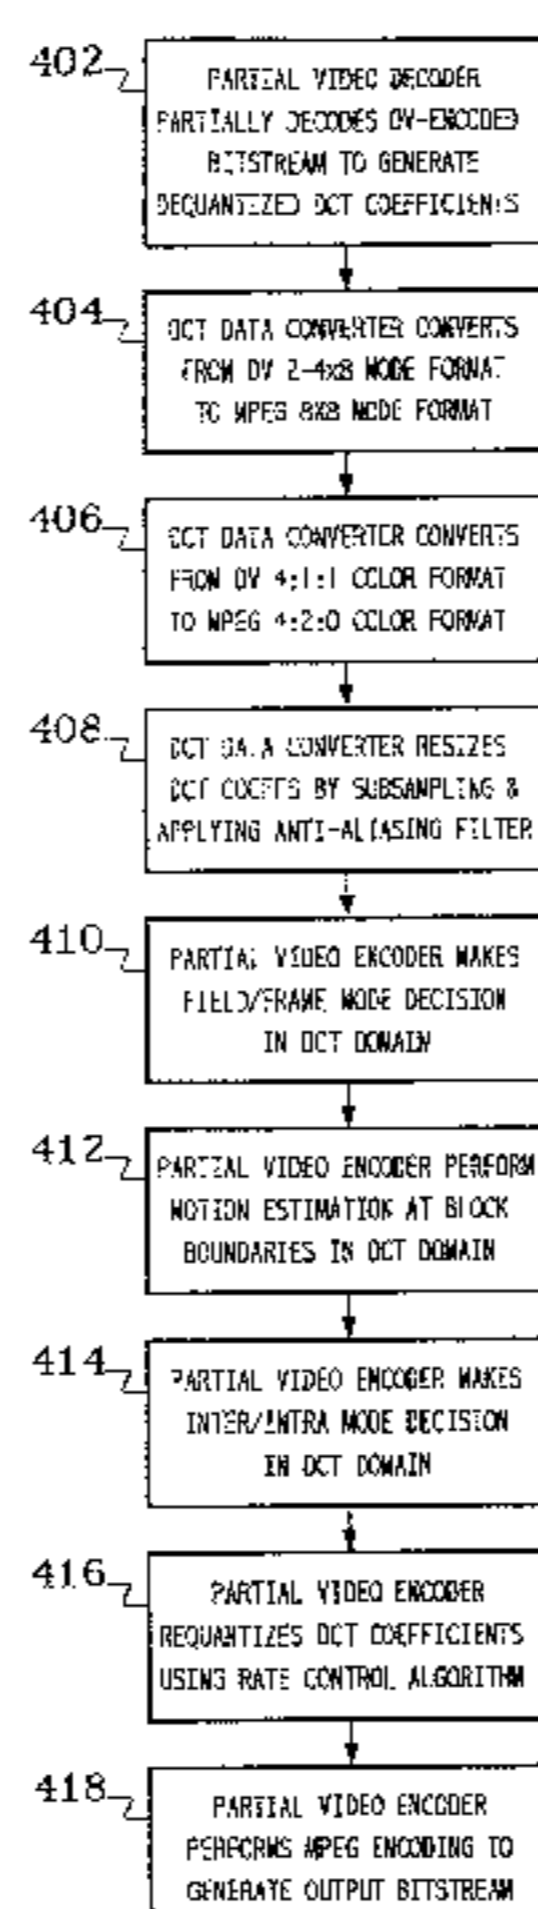 402
PARTIAL VIDEO DECODER
PARTIALLY DECODES DV-ENCODED
BITSTREAM TO GENERATE
DEQUANTIZED DCT COEFFICIENTS
404
DCT DATA CONVERTER CONVERTS
FROM DV 2-4x8 MODE FORMAT
TO MPEG 8X8 MODE FORMAT
406
DCT DATA CONVERTER CONVERTS
FROM DV 4:1:1 COLOR FORMAT
TO MPEG 4:2:0 COLOR FORMAT
408
DCT DATA CONVERTER RESIZES
DCT COEFFS BY SUBSAMPLING &
APPLYING ANTI-ALIASING FILTER
410
PARTIAL VIDEO ENCODER MAKES
FIELD/FRAME MODE DECISION
IN DCT DOMAIN
412
PARTIAL VIDEO ENCODER PERFORM
MOTION ESTIMATION AT BLOCK
BOUNDARIES IN DCT DOMAIN
414
PARTIAL VIDEO ENCODER MAKES
INTER/INTRA MODE DECISION
IN DCT DOMAIN
416
PARTIAL VIDEO ENCODER
REQUANTIZES DCT COEFFICIENTS
USING RATE CONTROL ALGORITHM
418
PARTIAL VIDEO ENCODER
PERFORMS MPEG ENCODING TO
GENERATE OUTPUT BITSTREAM